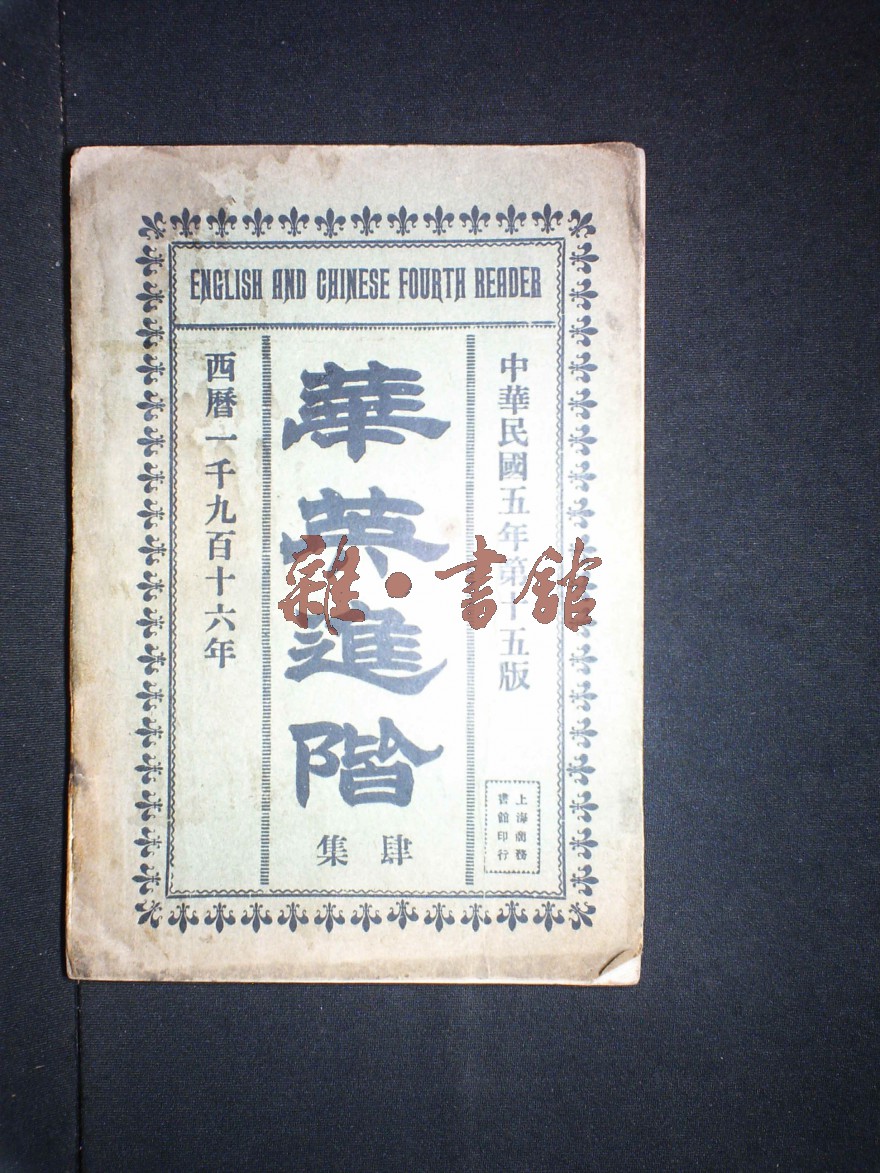 ENGLISH AND CHINESE FOURTH READER
中華民國五年第十五版
華英進階
肆集
西曆一千九百十六年
上海商務
書館印行
雜·書館